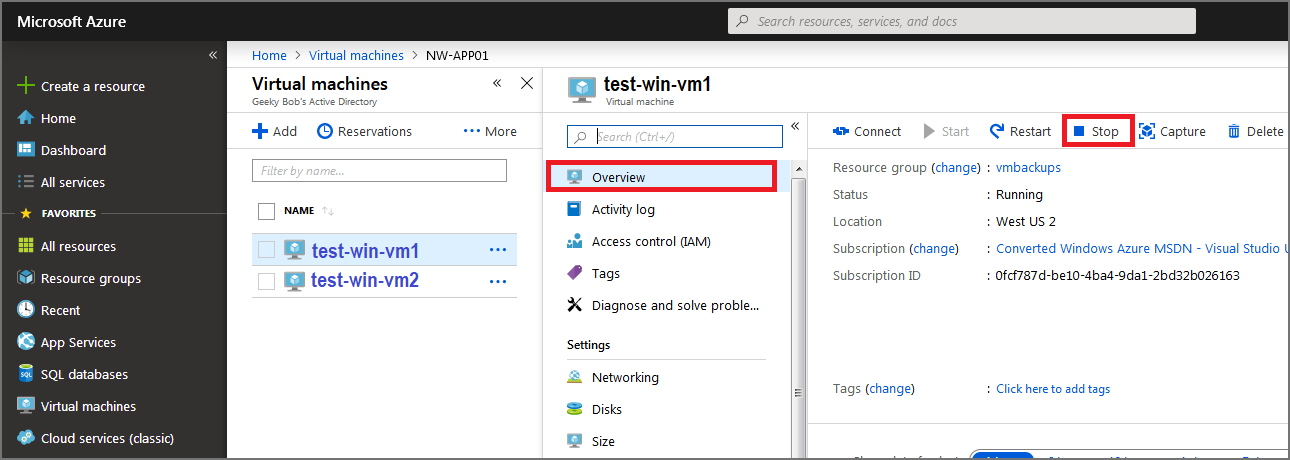 Microsoft Azure
Search resources, services, and docs
«
Create a resource
Home
Dashboard
All services
FAVORITES
All resources
Resource groups
Recent
App Services
SQL databases
Virtual machines
Cloud services (classic)
Home > Virtual machines > NW-APP01
Virtual machines
Geeky Bob's Active Directory
« ×
Add
Reservations
••• More
Filter by name...
NAME ↑↓
test-win-vm1 •••
test-win-vm2 •••
test-win-vm1
Virtual machine
Search (Ctrl+/)
«
Overview
Activity log
Access control (IAM)
Tags
Diagnose and solve proble...
Settings
Networking
Disks
Size
Connect
Start
Restart
Stop
Capture
Delete
Resource group (change) : vmbackups
Status : Running
Location : West US 2
Subscription (change) : Converted Windows Azure MSDN - Visual Studio U
Subscription ID : 0fcf787d-be10-4ba4-9da1-2bd32b026163
Tags (change) : Click here to add tags